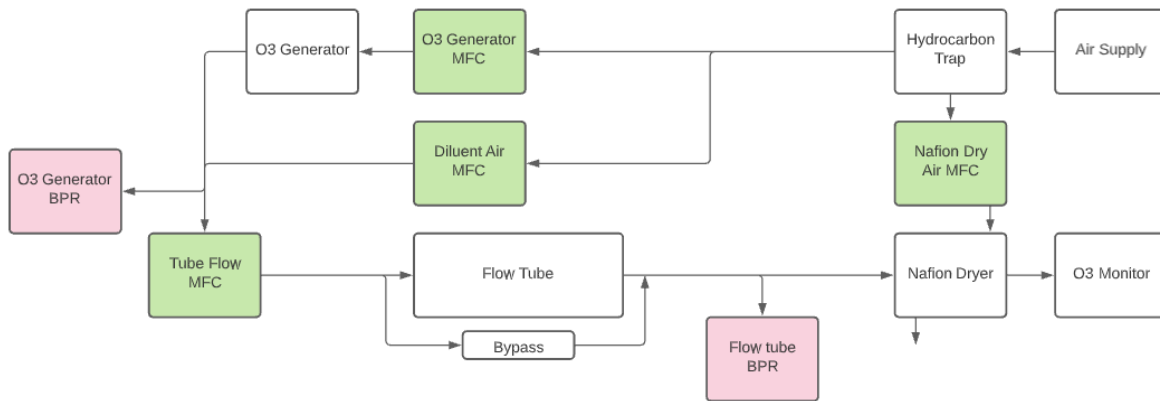 O3 Generator
O3 Generator
MFC
Hydrocarbon
Trap
Air Supply
O3 Generator
BPR
Diluent Air
MFC
Nafion Dry
Air MFC
Tube Flow
MFC
Flow Tube
Nafion Dryer
O3 Monitor
Bypass
Flow tube
BPR